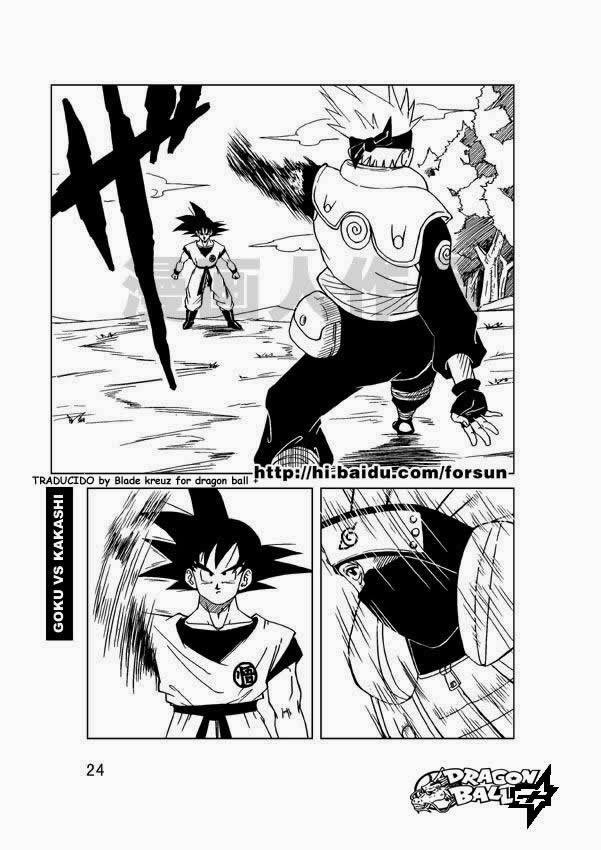 漫画人作
http://hi.baidu.com/forsun
TRADUCIDO by Blade kreuz for dragon ball +
GOKU VS KAKASHI
悟
24
DRAGON
BALL